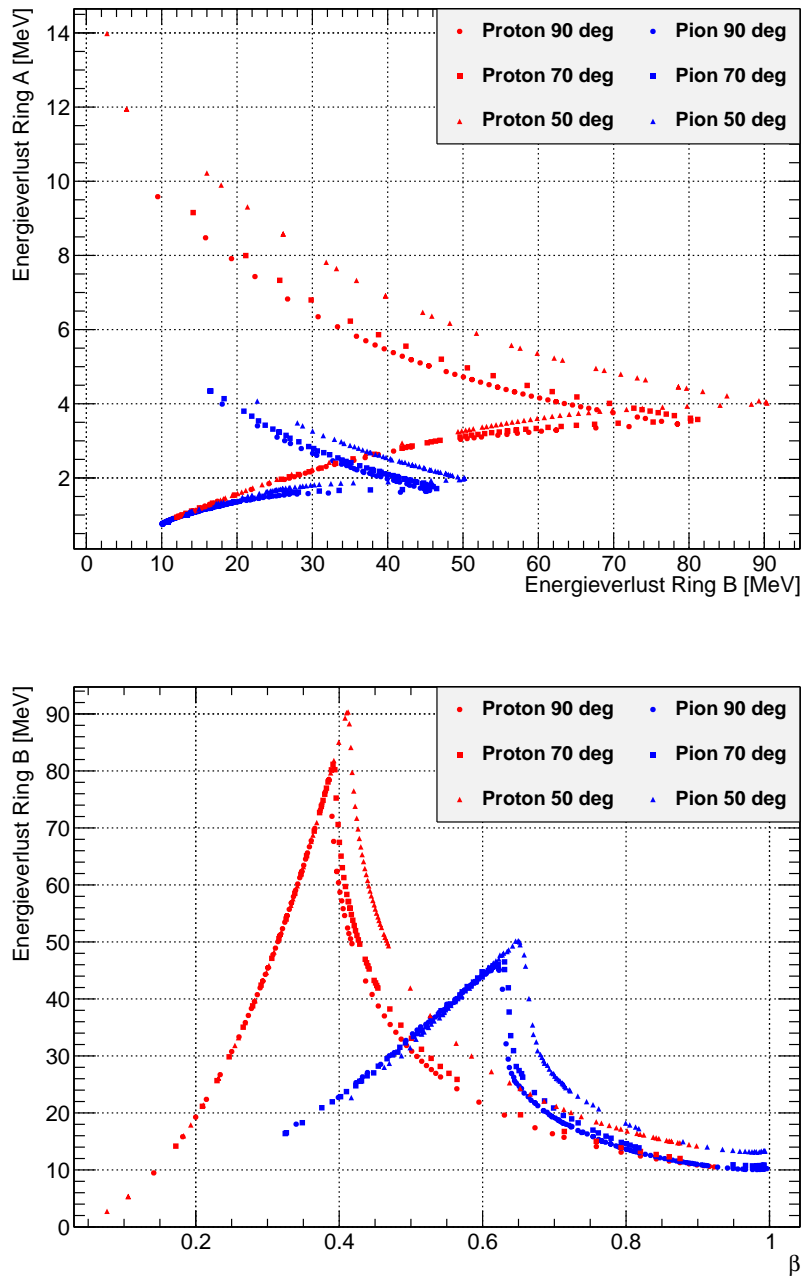 Energieverlust Ring A [MeV]
14
12
10
8
6
4
2
Proton 90 deg Pion 90 deg
Proton 70 deg Pion 70 deg
Proton 50 deg Pion 50 deg
0 10 20 30 40 50 60 70 80 90
Energieverlust Ring B [MeV]
Energieverlust Ring B [MeV]
90
80
70
60
50
40
30
20
10
0
Proton 90 deg Pion 90 deg
Proton 70 deg Pion 70 deg
Proton 50 deg Pion 50 deg
0.2 0.4 0.6 0.8 1
β